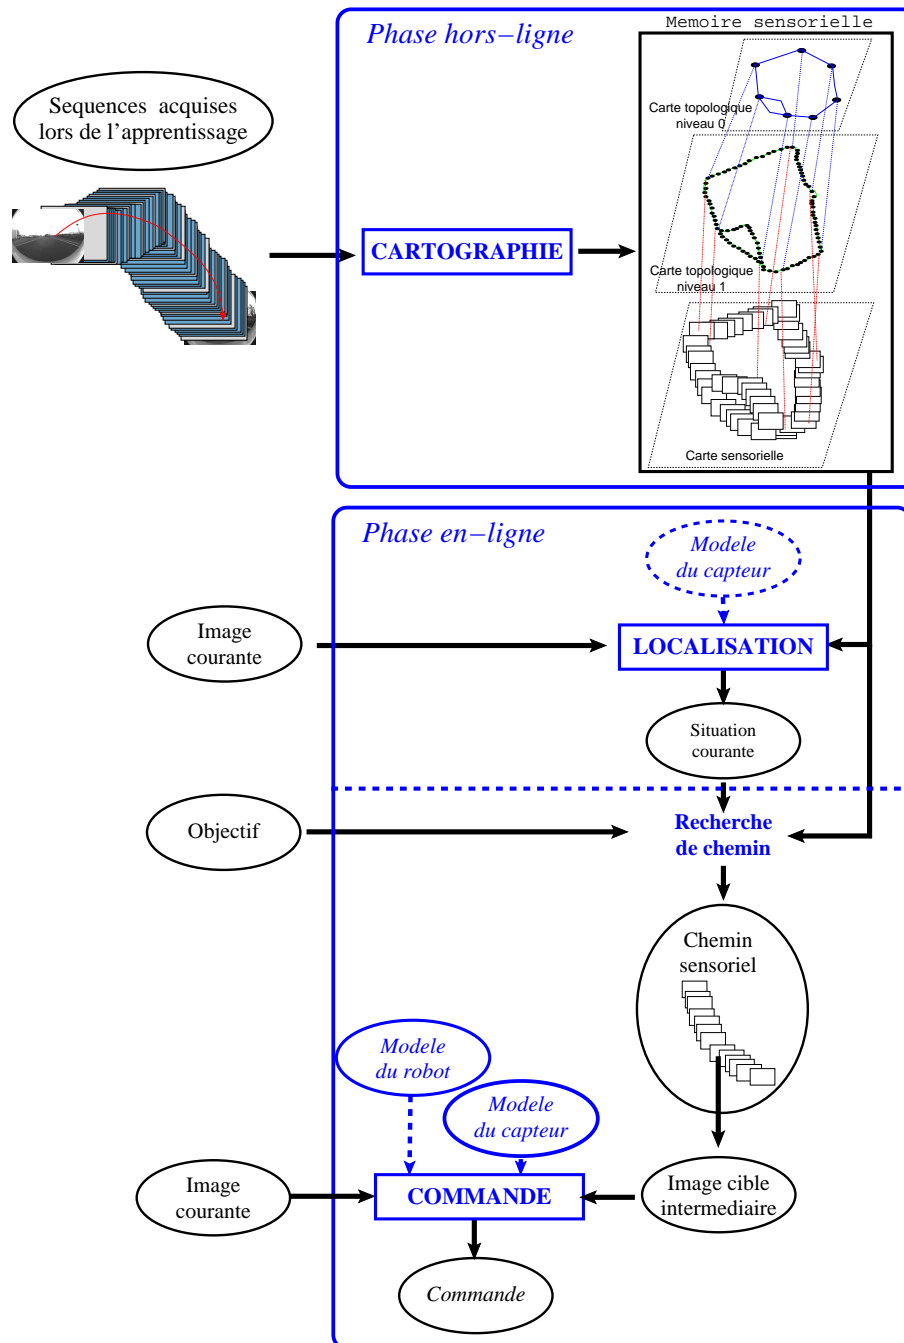 Memoire sensorielle
Phase hors−ligne
Sequences acquises
lors de l'apprentissage
Carte topologique
niveau 0
CARTOGRAPHIE
Carte topologique
niveau 1
Carte sensorielle
Phase en−ligne
Modele
du capteur
Image
courante
LOCALISATION
Situation
courante
Objectif
Recherche
de chemin
Chemin
sensoriel
Modele
du robot
Modele
du capteur
Image
courante
COMMANDE
Image cible
intermediaire
Commande